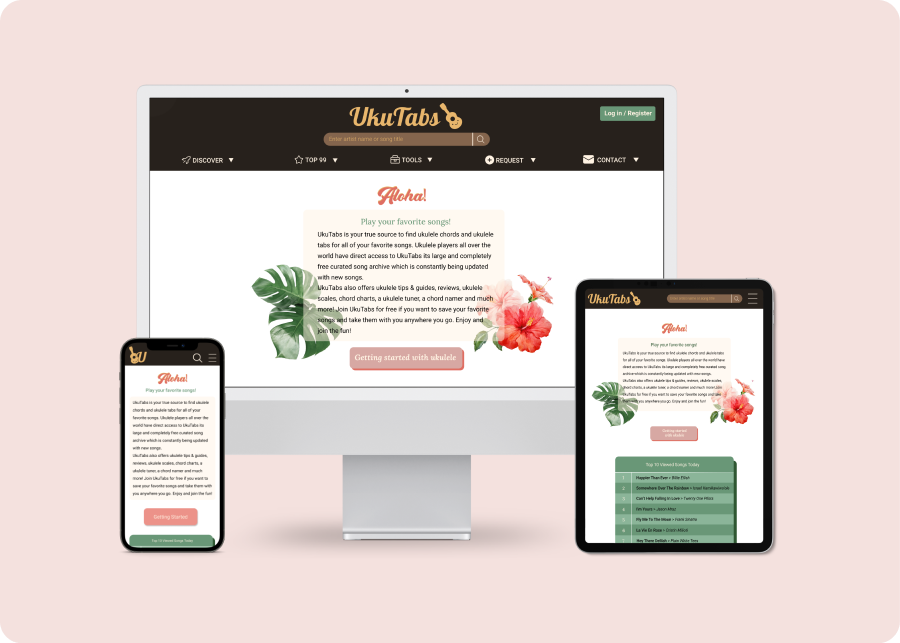 UkuTabs
Log in / Register
Enter artist name or song title
DISCOVER
TOP 99
TOOLS
REQUEST
CONTACT
Aloha!
Play your favorite songs!
UkuTabs is your true source to find ukulele chords and ukulele
tabs for all of your favorite songs. Ukulele players all over the
world have direct access to UkuTabs its large and completely
free curated song archive which is constantly being updated
with new songs.
UkuTabs also offers ukulele tips & guides, reviews, ukulele
scales, chord charts, a ukulele tuner, a chord namer and much
more! Join UkuTabs for free if you want to save your favorite
songs and take them with you anywhere you go. Enjoy and
join the fun!
Getting started with ukulele
U
Aloha!
Play your favorite songs!
UkuTabs is your true source to find ukulele
chords and ukulele tabs for all of your
favorite songs. Ukulele players all over the
world have direct access to UkuTabs its
large and completely free curated song
archive which is constantly being updated
with new songs.
UkuTabs also offers ukulele tips & guides,
reviews, ukulele scales, chord charts, a
ukulele tuner, a chord namer and much
more! Join UkuTabs for free if you want to
save your favorite songs and take them with
you anywhere you go. Enjoy and join the fun!
Getting Started
Top 10 Viewed Songs Today
UkuTabs
Aloha!
Play your favorite songs!
UkuTabs is your true source to find ukulele chords and ukulele tabs
for all of your favorite songs. Ukulele players all over the world have
direct access to UkuTabs its large and completely free curated song
archive which is constantly being updated with new songs.
UkuTabs also offers ukulele tips & guides, reviews, ukulele scales,
chord charts, a ukulele tuner, a chord namer and much more! Join
UkuTabs for free if you want to save your favorite songs and take
them with you anywhere you go. Enjoy and join the fun!
Getting started
with ukulele
Top 10 Viewed Songs Today
1 Happier Than Ever > Billie Eilish
2 Somewhere Over The Rainbow > Israel
3 Can't Help Falling In Love > Twenty One Pilots
4 I'm Yours > Jason Mraz
5 Fly Me To The Moon > Frank Sinatra
6 La Vie En Rose >
Hey There Delilah > Plain White Tees